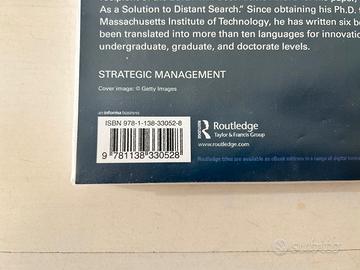 As a Solution to Distant Search." Since obtaining his Ph.D.
Massachusetts Institute of Technology, he has written six b
been translated into more than ten languages for innovatio
undergraduate, graduate, and doctorate levels.
STRATEGIC MANAGEMENT
Cover image: © Getty Images
an informa business
ISBN 978-1-138-33052-8
9 781138 330528
Routledge
Taylor & Francis Group
www.routledge.com
Routledge titles are available as eBook editions in a range of digital
subito